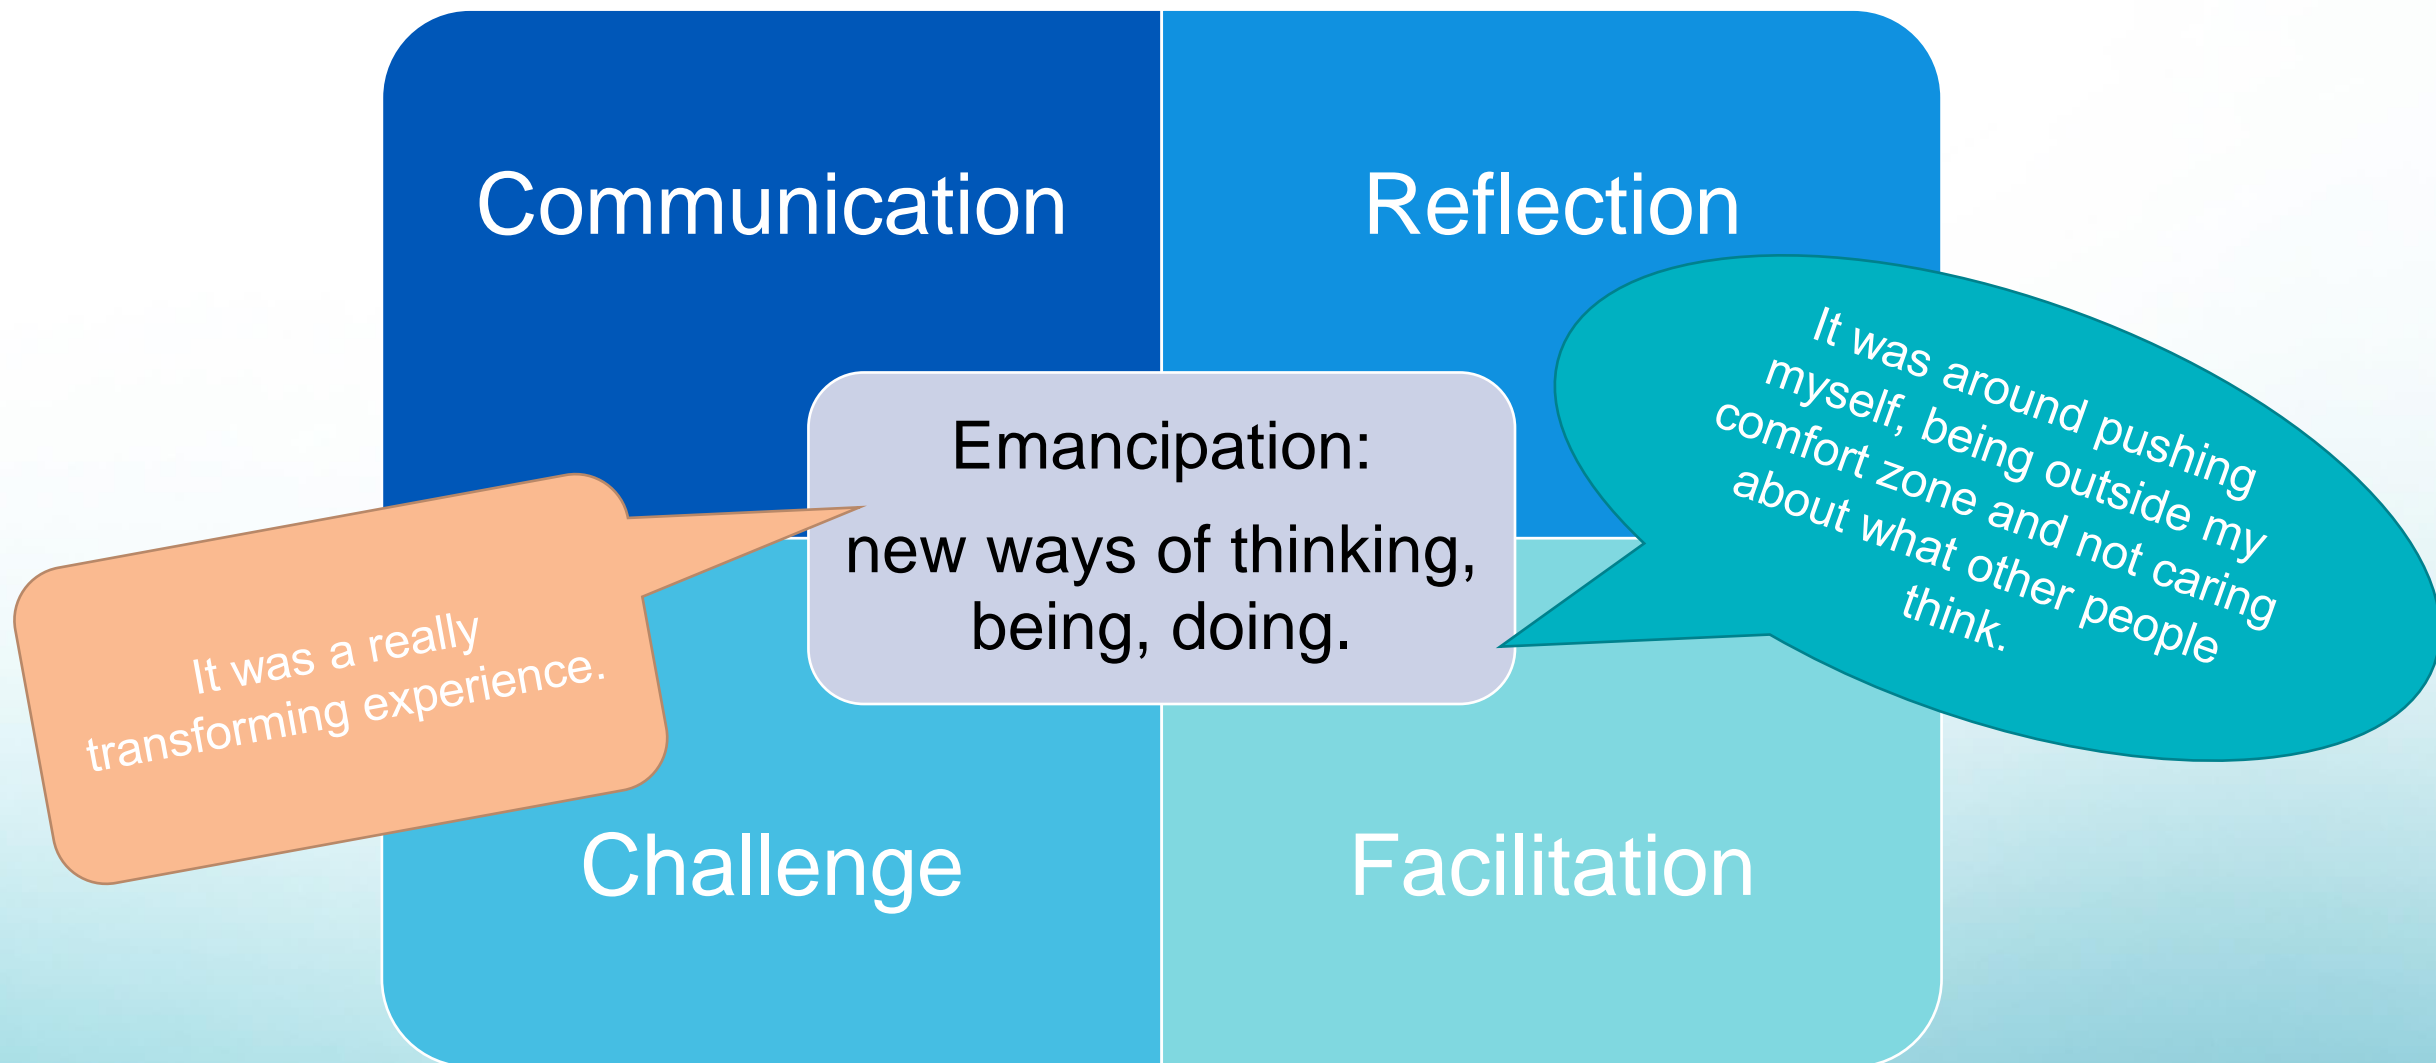 Communication
Reflection
It was around pushing
myself, being outside my
comfort zone and not caring
about what other people
think.
Emancipation:
new ways of thinking,
being, doing.
It was a really
transforming experience.
Challenge
Facilitation